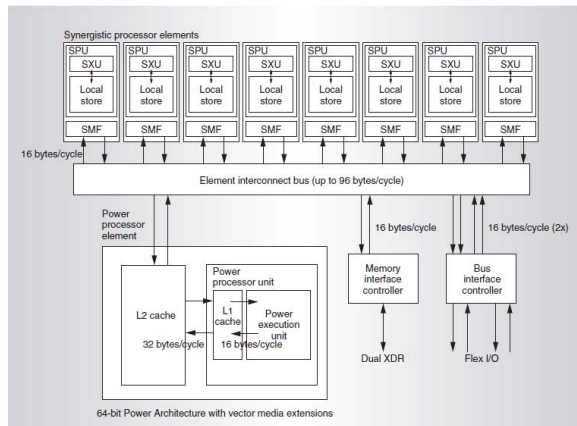 Synergistic processor elements
SPU SPU SPU SPU SPU SPU SPU SPU
SXU SXU SXU SXU SXU SXU SXU SXU
Local store Local store Local store Local store Local store Local store Local store Local store
SMF SMF SMF SMF SMF SMF SMF SMF
16 bytes/cycle
Element interconnect bus (up to 96 bytes/cycle)
Power
processor
element
16 bytes/cycle
16 bytes/cycle (2x)
Power
processor unit
L2 cache
L1
cache
Power
execution
unit
32 bytes/cycle
16 bytes/cycle
Memory
interface
controller
Bus
interface
controller
Dual XDR
Flex I/O
64-bit Power Architecture with vector media extensions